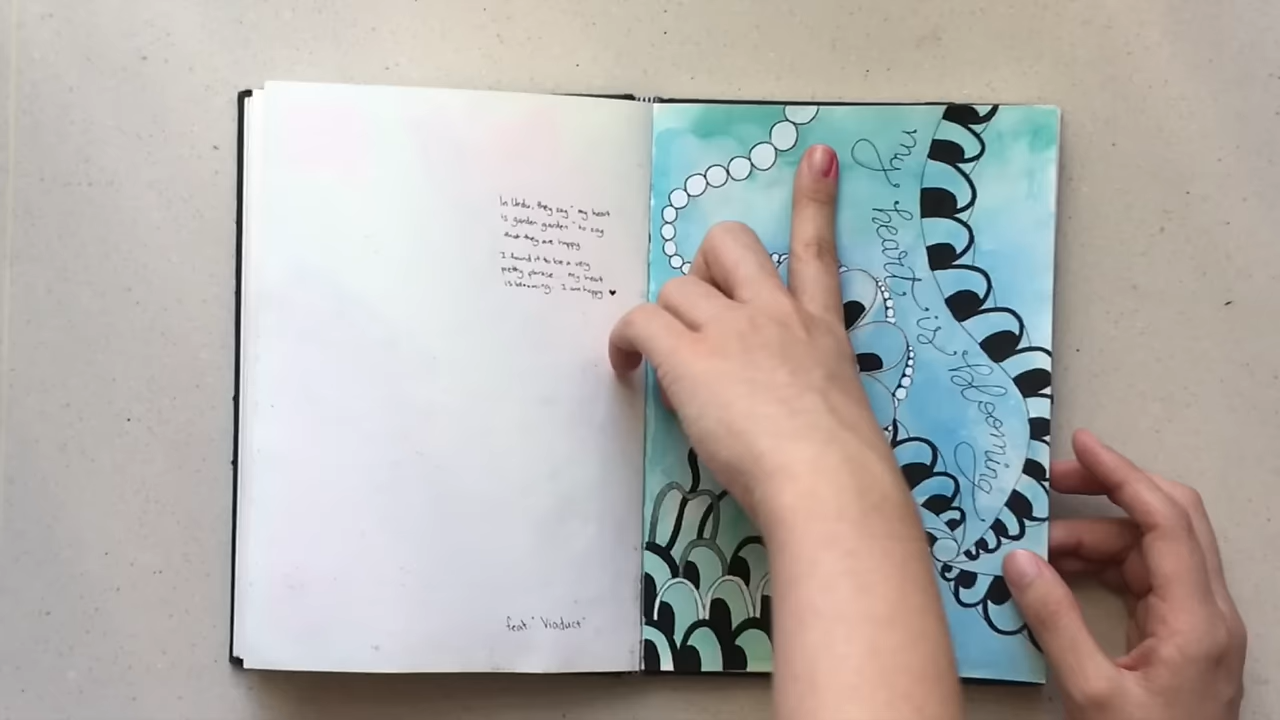 In Urdu, they say " my heart
is garden garden " to say
that they are happy.
I found it to be a very
pretty phrase... my heart
is blooming. I am happy ♥
feat. " Viaduct "
my heart is blooming